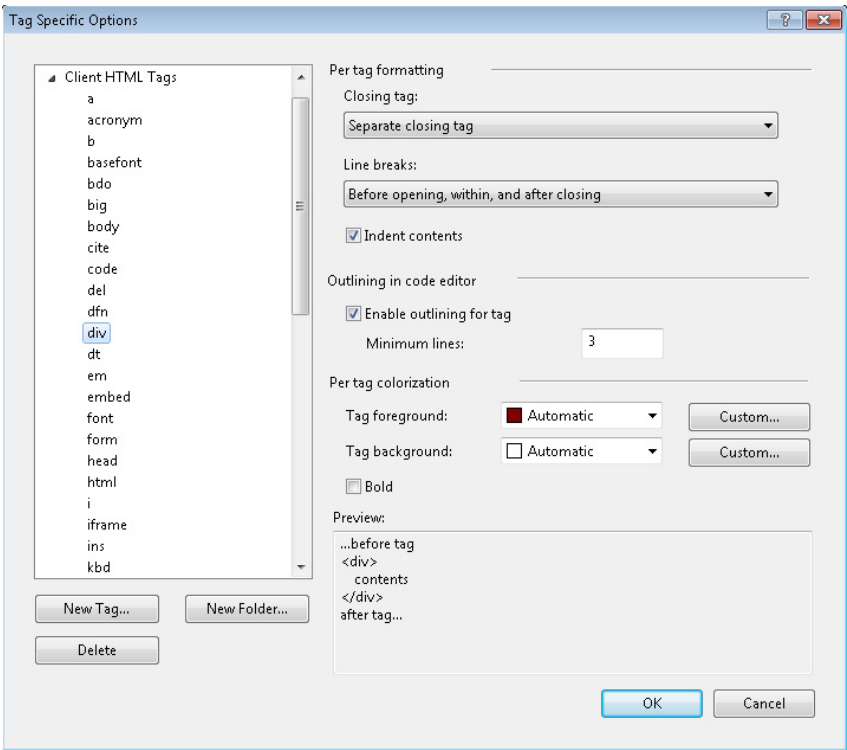 Tag Specific Options
Client HTML Tags
a
acronym
b
basefont
bdo
big
body
cite
code
del
dfn
div
dt
em
embed
font
form
head
html
i
iframe
ins
kbd
New Tag...
New Folder...
Delete
Per tag formatting
Closing tag:
Separate closing tag
Line breaks:
Before opening, within, and after closing
Indent contents
Outlining in code editor
Enable outlining for tag
Minimum lines: 3
Per tag colorization
Tag foreground: Automatic Custom...
Tag background: Automatic Custom...
Bold
Preview:
...before tag
<div>
contents
</div>
after tag...
OK Cancel